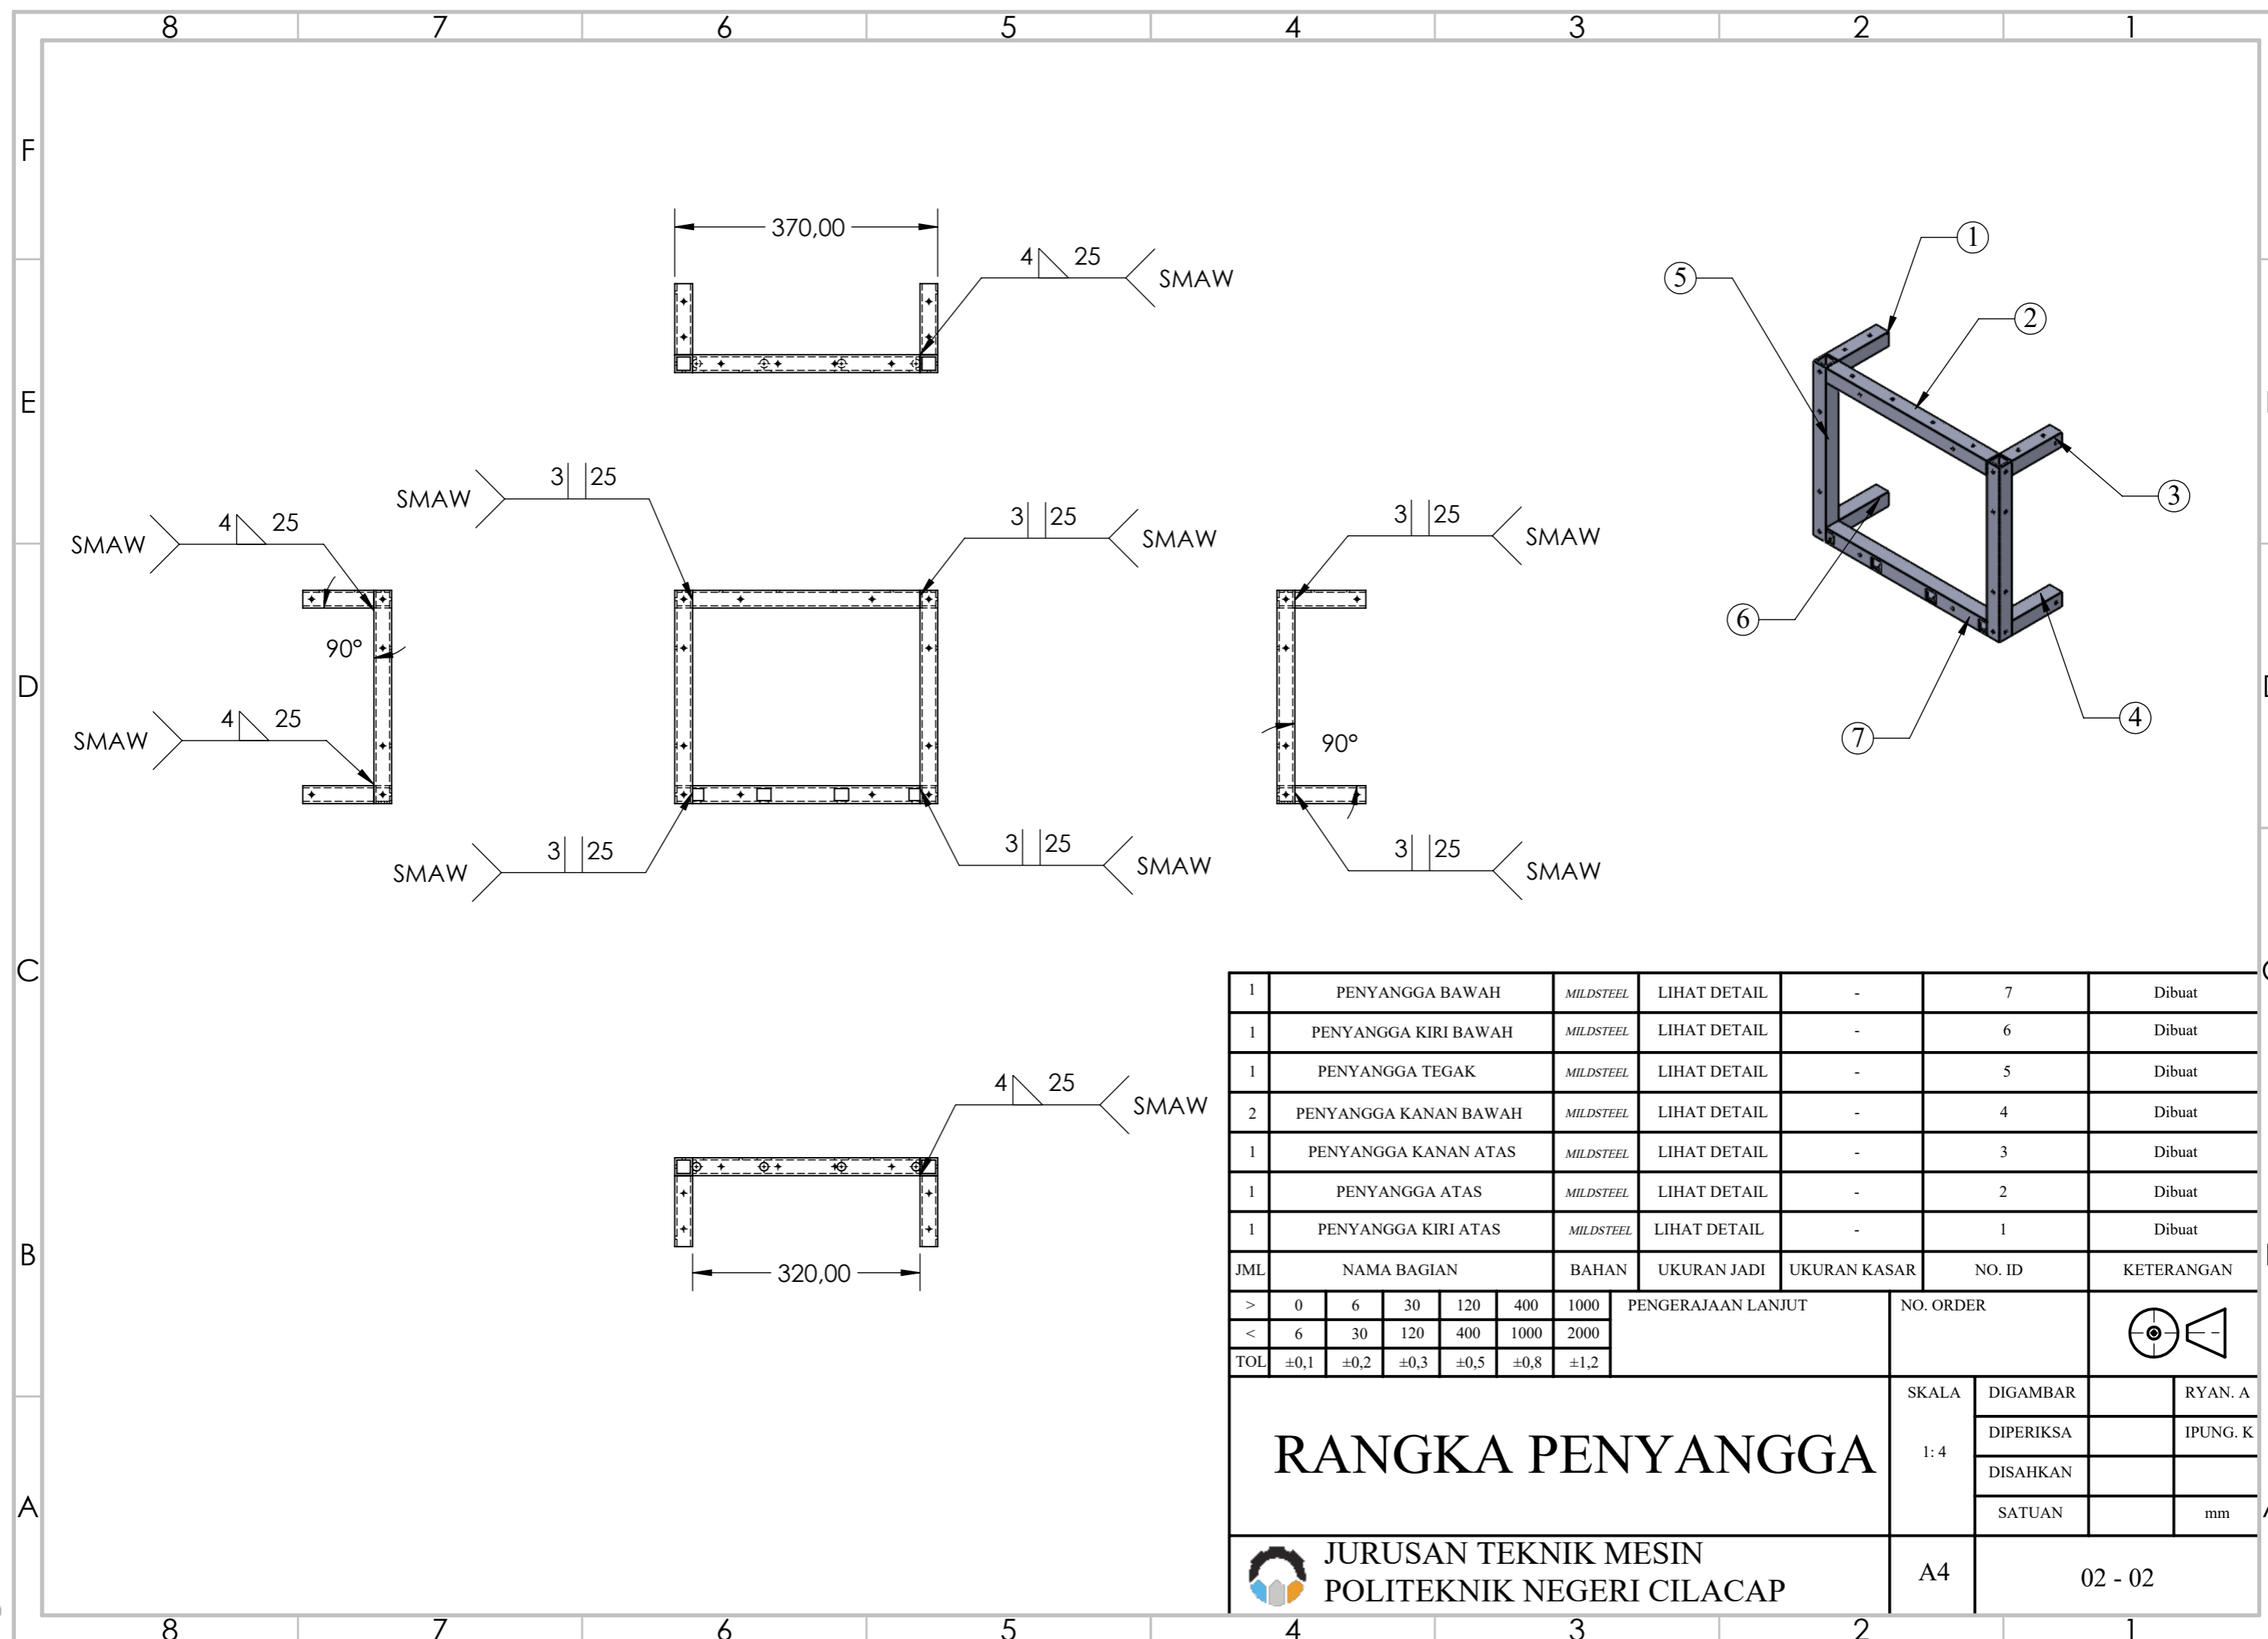 8 7 6 5 4 3 2 1
F
E
D
C
B
A
370,00
4 25 SMAW
SMAW 3 25
SMAW 4 25
3 25 SMAW
3 25 SMAW
90°
SMAW 4 25
90°
SMAW 3 25
3 25 SMAW
3 25 SMAW
4 25 SMAW
320,00
1
5
2
3
6
4
7
1 PENYANGGA BAWAH MILDSTEEL LIHAT DETAIL - 7 Dibuat
1 PENYANGGA KIRI BAWAH MILDSTEEL LIHAT DETAIL - 6 Dibuat
1 PENYANGGA TEGAK MILDSTEEL LIHAT DETAIL - 5 Dibuat
2 PENYANGGA KANAN BAWAH MILDSTEEL LIHAT DETAIL - 4 Dibuat
1 PENYANGGA KANAN ATAS MILDSTEEL LIHAT DETAIL - 3 Dibuat
1 PENYANGGA ATAS MILDSTEEL LIHAT DETAIL - 2 Dibuat
1 PENYANGGA KIRI ATAS MILDSTEEL LIHAT DETAIL - 1 Dibuat
JML NAMA BAGIAN BAHAN UKURAN JADI UKURAN KASAR NO. ID KETERANGAN
> 0 6 30 120 400 1000 PENGERAJAAN LANJUT NO. ORDER
< 6 30 120 400 1000 2000
TOL ±0,1 ±0,2 ±0,3 ±0,5 ±0,8 ±1,2
RANGKA PENYANGGA
SKALA
1: 4
DIGAMBAR RYAN. A
DIPERIKSA IPUNG. K
DISAHKAN
SATUAN mm
JURUSAN TEKNIK MESIN
POLITEKNIK NEGERI CILACAP
A4
02 - 02
8 7 6 5 4 3 2 1